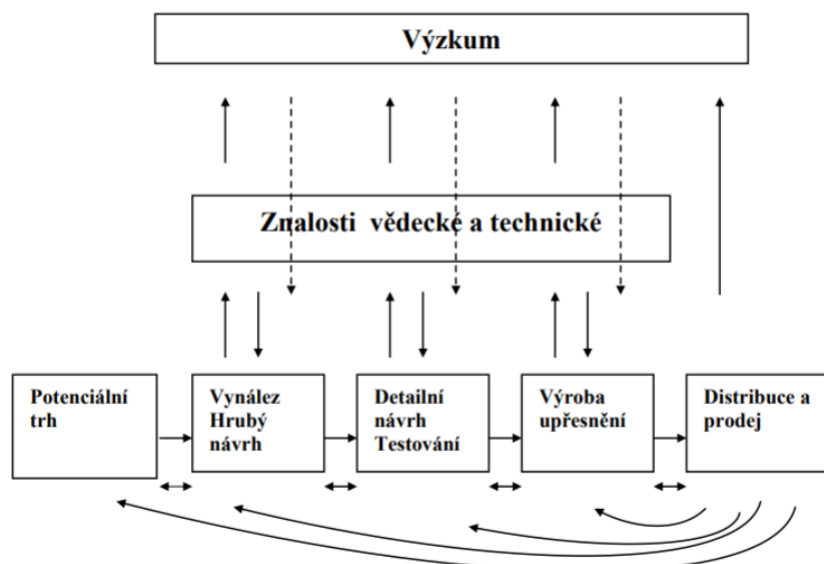 Výzkum
Znalosti vědecké a technické
Potenciální
trh
Vynález
Hrubý
návrh
Detailní
návrh
Testování
Výroba
upřesnění
Distribuce a
prodej